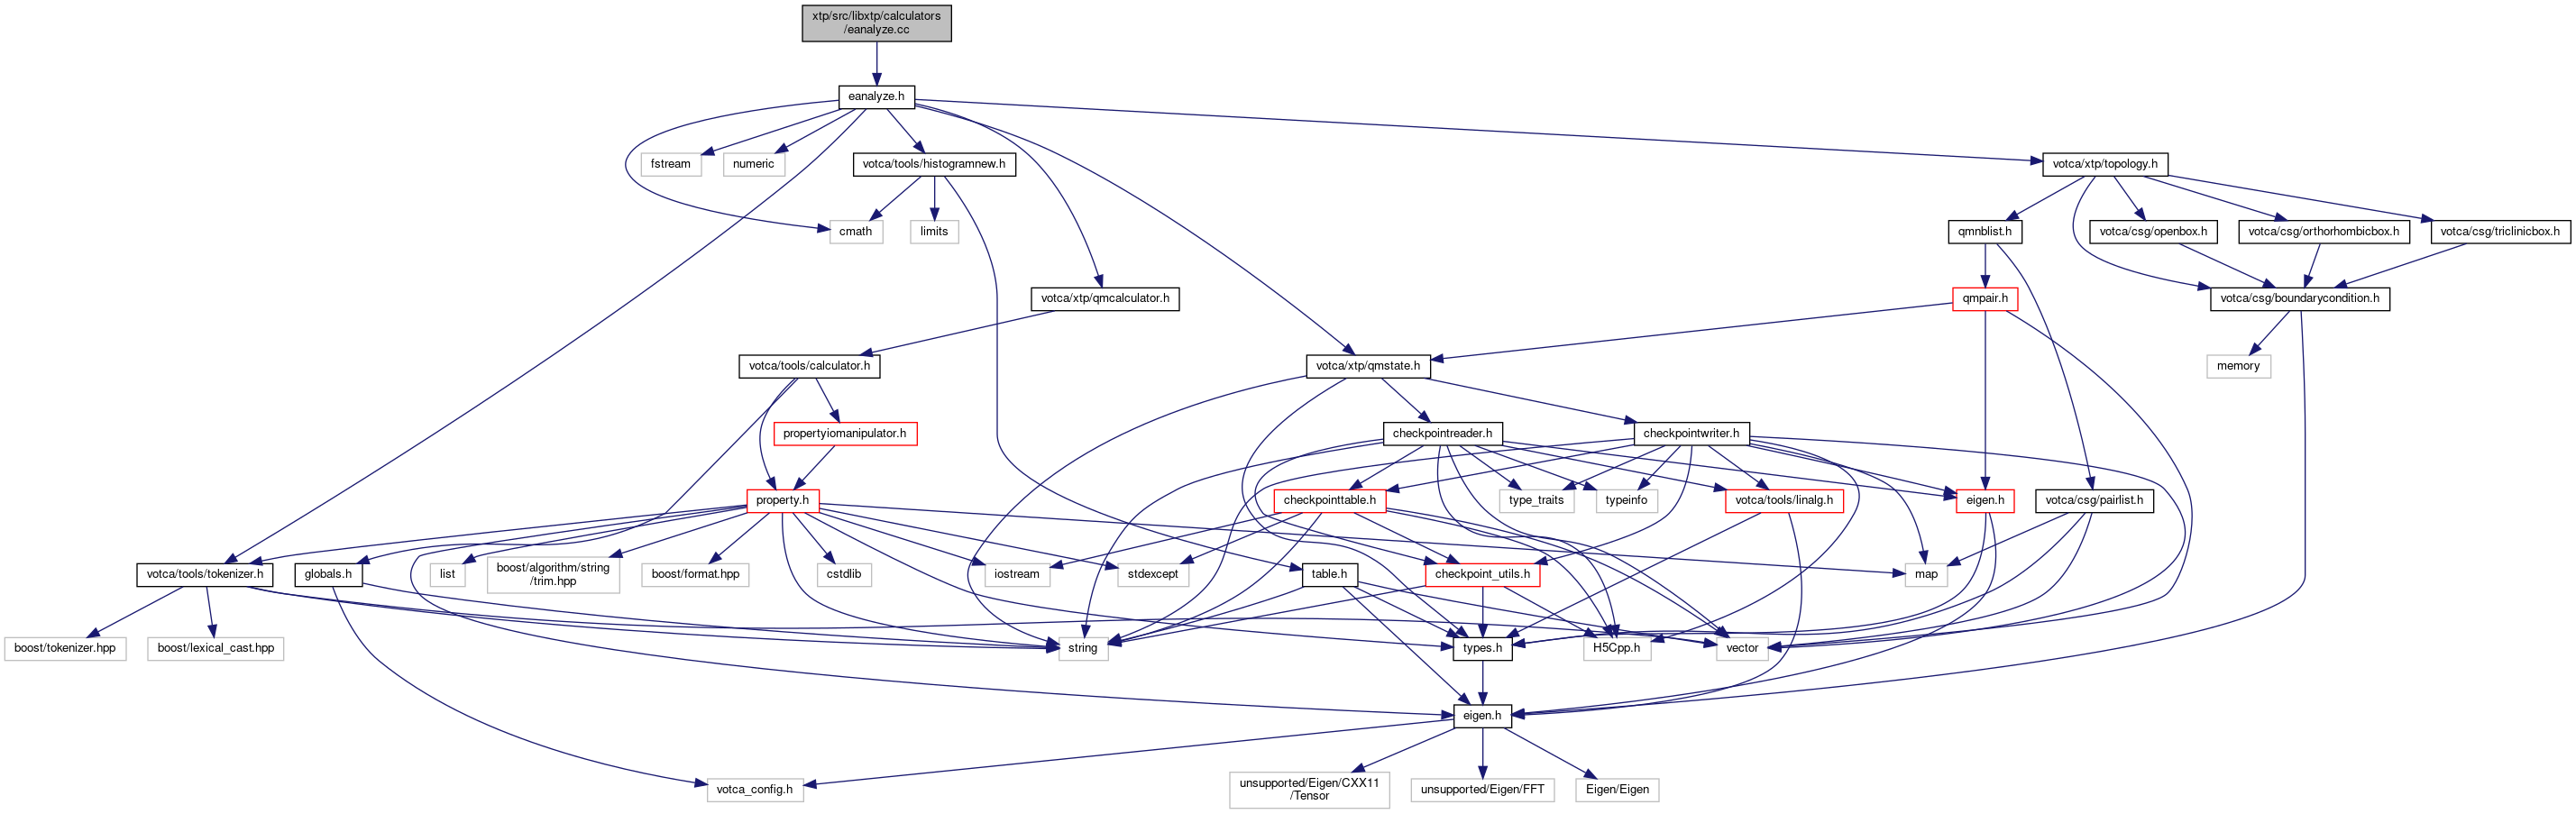 xtp/src/libxtp/calculators
/eanalyze.cc
eanalyze.h
fstream
numeric
votca/tools/histogramnew.h
votca/xtp/topology.h
cmath
limits
qmnblist.h
votca/csg/openbox.h
votca/csg/orthorhombicbox.h
votca/csg/triclinicbox.h
votca/xtp/qmcalculator.h
qmpair.h
votca/csg/boundarycondition.h
votca/tools/calculator.h
votca/xtp/qmstate.h
memory
propertyiomanipulator.h
checkpointreader.h
checkpointwriter.h
property.h
checkpointtable.h
type_traits
typeinfo
votca/tools/linalg.h
eigen.h
votca/csg/pairlist.h
votca/tools/tokenizer.h
globals.h
list
boost/algorithm/string
/trim.hpp
boost/format.hpp
cstdlib
iostream
stdexcept
table.h
checkpoint_utils.h
map
boost/tokenizer.hpp
boost/lexical_cast.hpp
string
types.h
H5Cpp.h
vector
eigen.h
votca_config.h
unsupported/Eigen/CXX11
/Tensor
unsupported/Eigen/FFT
Eigen/Eigen